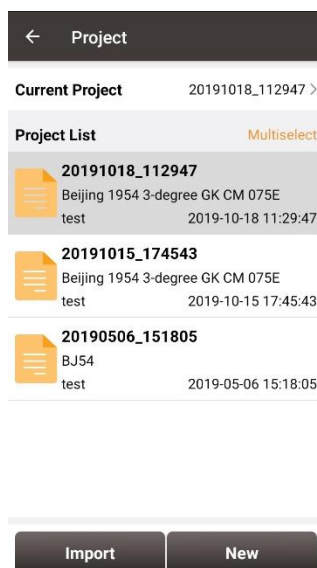 Project
Current Project 20191018_112947 >
Project List Multiselect
20191018_112947
Beijing 1954 3-degree GK CM 075E
test 2019-10-18 11:29:47
20191015_174543
Beijing 1954 3-degree GK CM 075E
test 2019-10-15 17:45:43
20190506_151805
BJ54
test 2019-05-06 15:18:05
Import New